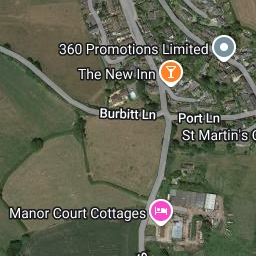 360 Promotions Limited
The New Inn
Burbitt Ln
Port Ln
St Martin's
Manor Court Cottages